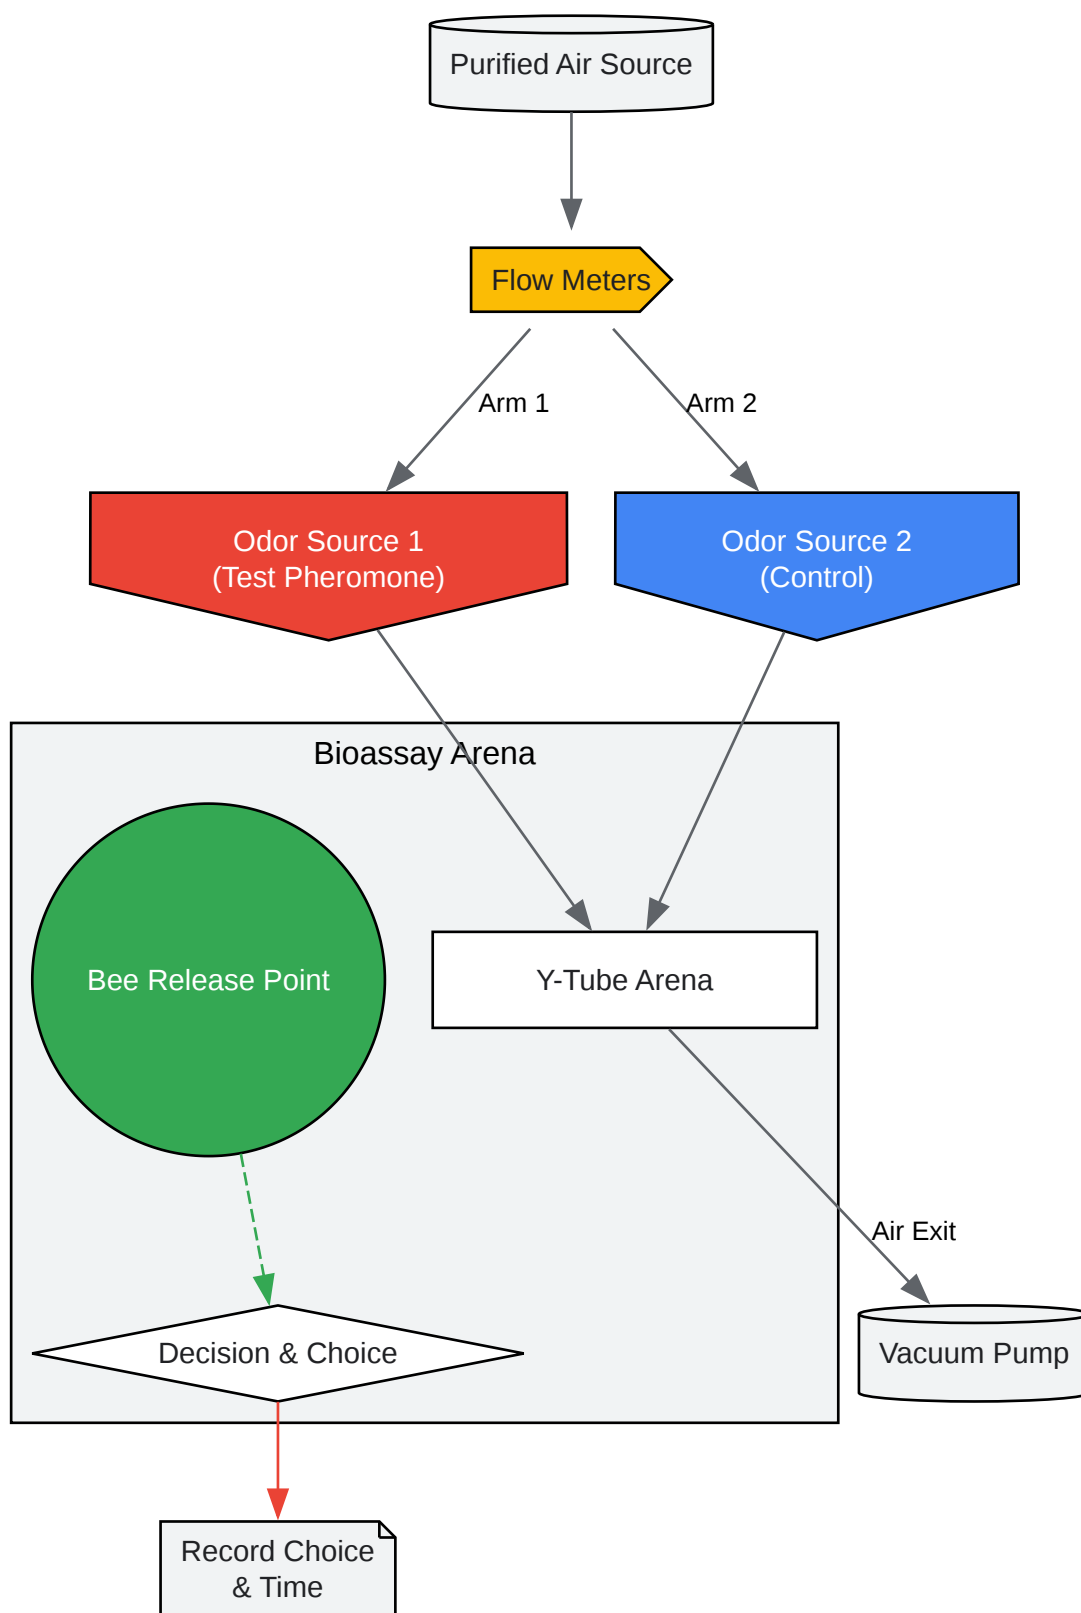 Purified Air Source
Flow Meters
Arm 1
Arm 2
Odor Source 1
(Test Pheromone)
Odor Source 2
(Control)
Bioassay Arena
Bee Release Point
Y-Tube Arena
Air Exit
Decision & Choice
Vacuum Pump
Record Choice
& Time